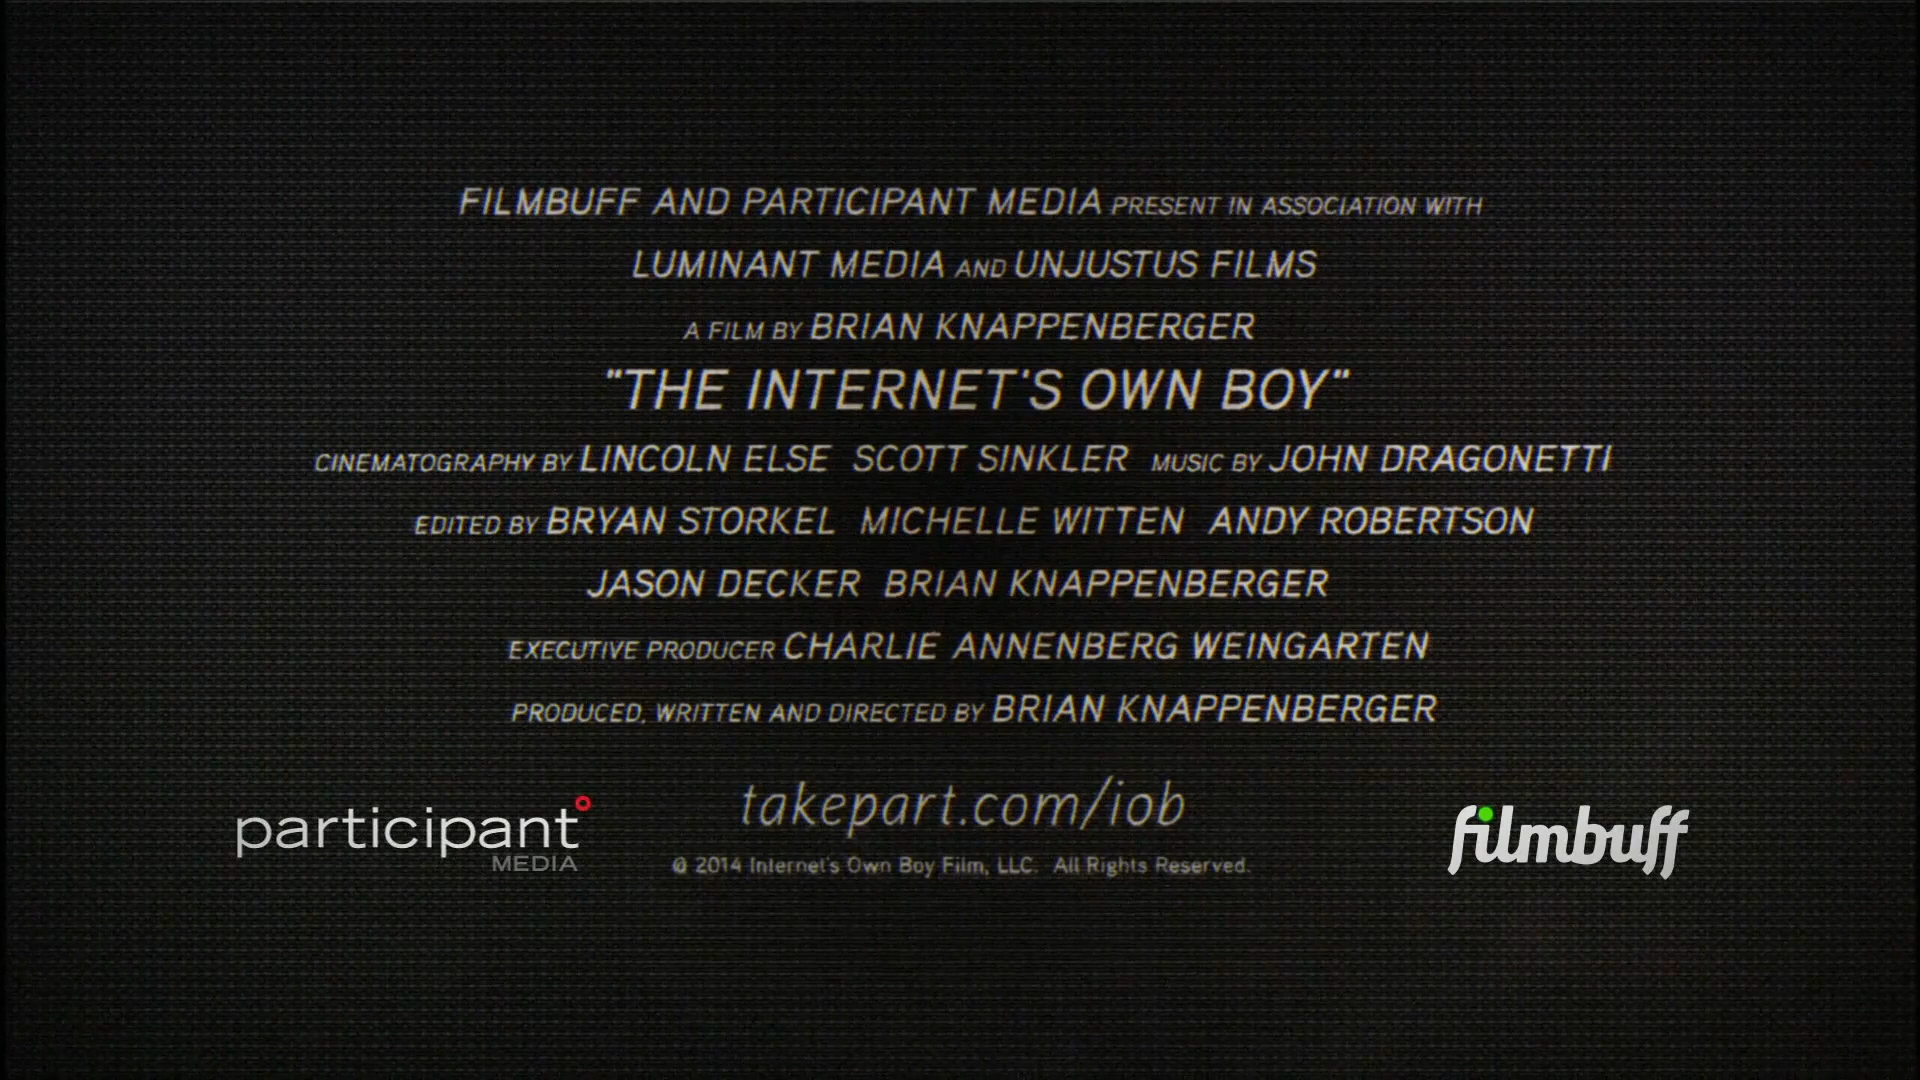 FILMBUFF AND PARTICIPANT MEDIA PRESENT IN ASSOCIATION WITH
LUMINANT MEDIA AND UNJUSTUS FILMS
A FILM BY BRIAN KNAPPENBERGER
"THE INTERNET'S OWN BOY"
CINEMATOGRAPHY BY LINCOLN ELSE SCOTT SINKLER MUSIC BY JOHN DRAGONETTI
EDITED BY BRYAN STORKEL MICHELLE WITTEN ANDY ROBERTSON
JASON DECKER BRIAN KNAPPENBERGER
EXECUTIVE PRODUCER CHARLIE ANNENBERG WEINGARTEN
PRODUCED, WRITTEN AND DIRECTED BY BRIAN KNAPPENBERGER
takepart.com/iob
participant
MEDIA
© 2014 Internet's Own Boy Film, LLC. All Rights Reserved.
filmbuff